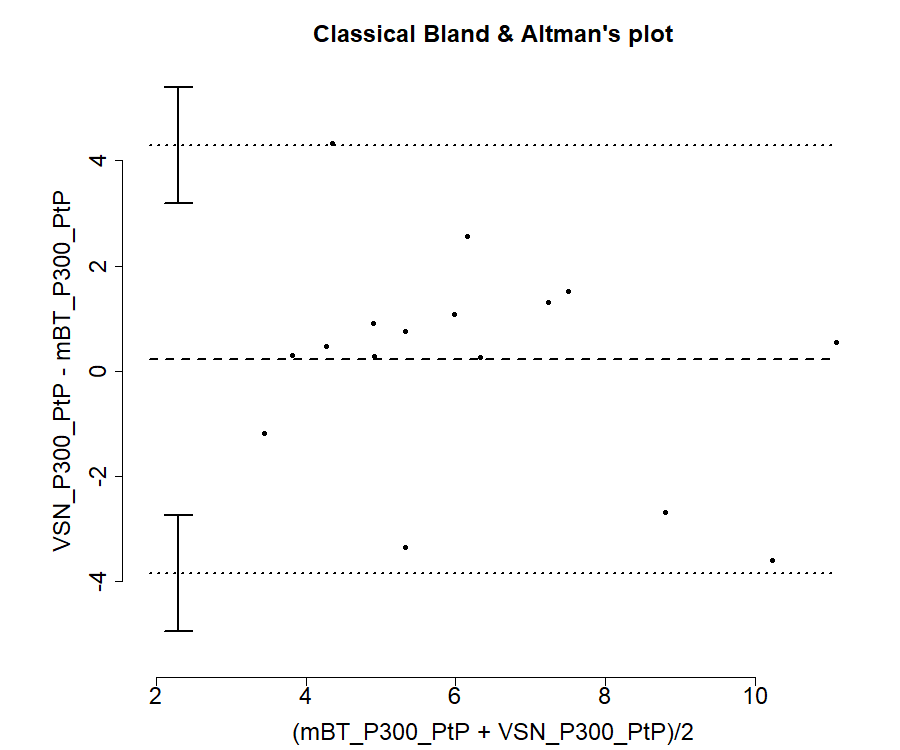 Classical Bland & Altman's plot
VSN_P300_PtP - mBT_P300_PtP
4
2
0
-2
-4
2 4 6 8 10
(mBT_P300_PtP + VSN_P300_PtP)/2